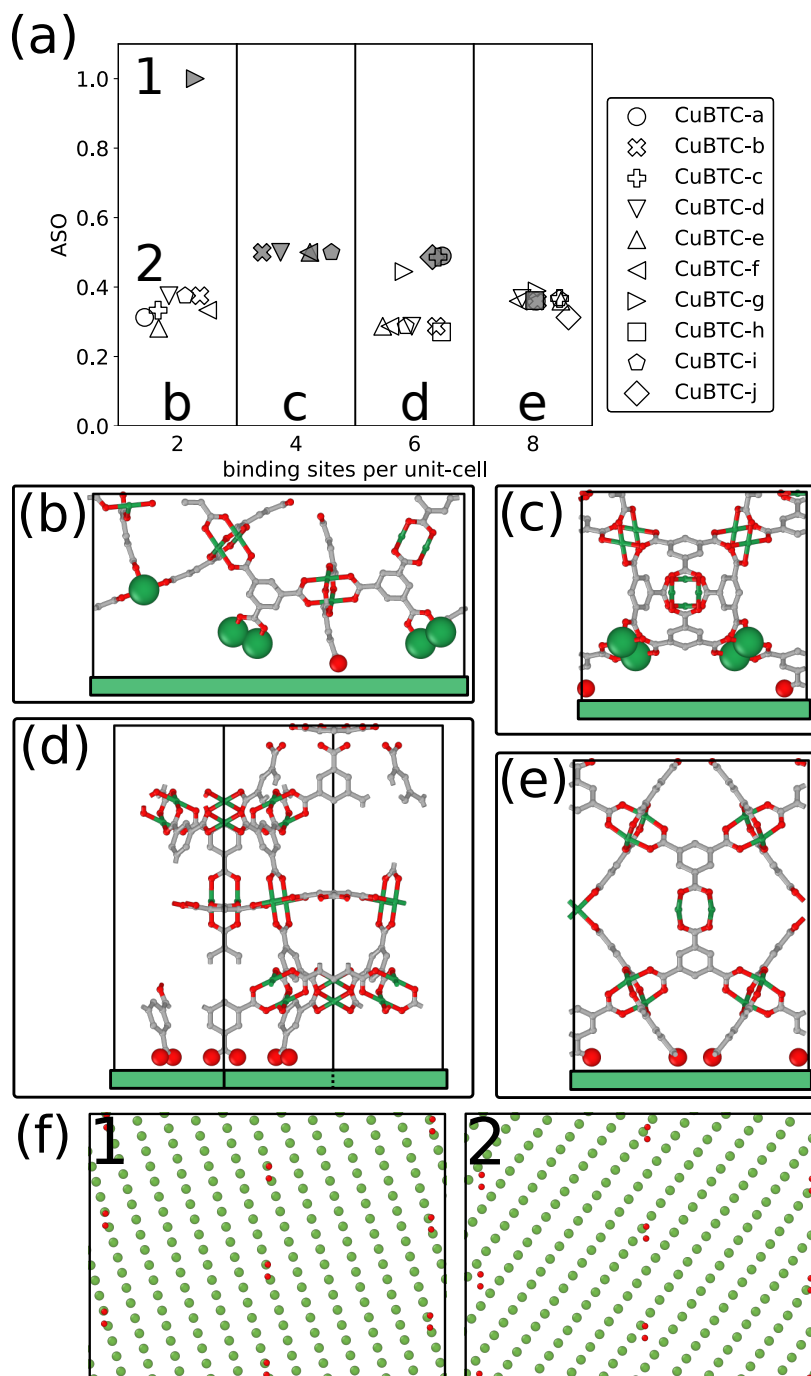 (a)
1
2
b c d e
ASO
1.0
0.8
0.6
0.4
0.2
0.0
2 4 6 8
binding sites per unit-cell
CuBTC-a
CuBTC-b
CuBTC-c
CuBTC-d
CuBTC-e
CuBTC-f
CuBTC-g
CuBTC-h
CuBTC-i
CuBTC-j
(b)
(c)
(d)
(e)
(f)
1
2